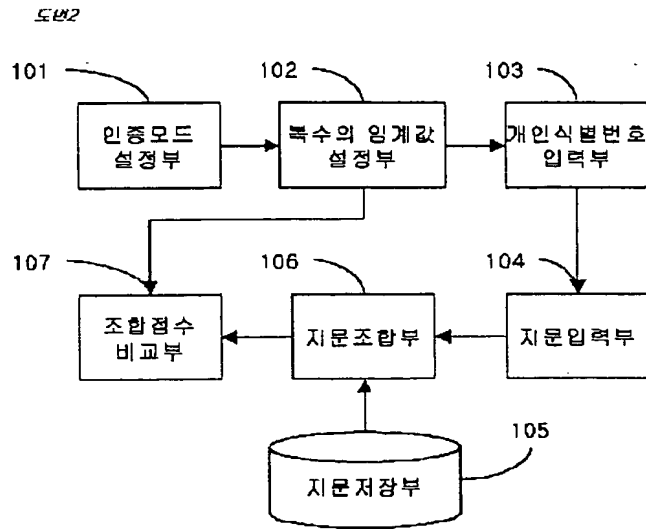 도면2
101
102
103
인증모드
설정부
복수의 임계값
설정부
개인식별번호
입력부
107
106
104
조합점수
비교부
지문조합부
지문입력부
105
지문저장부